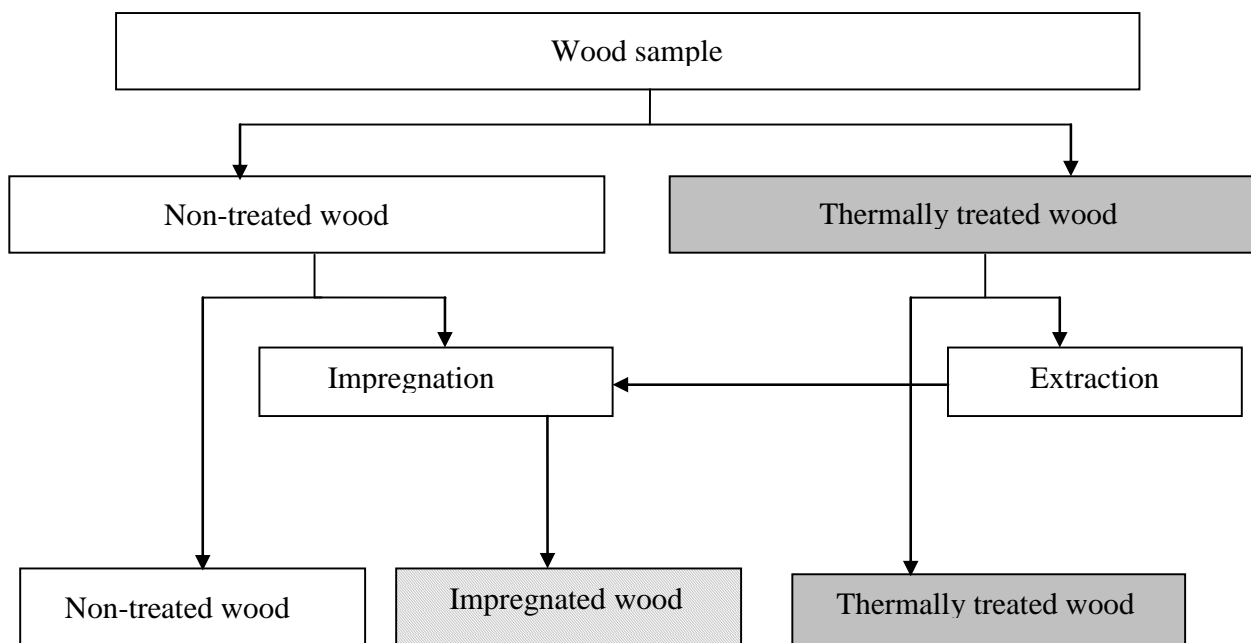 Wood sample
Non-treated wood
Thermally treated wood
Impregnation
Extraction
Non-treated wood
Impregnated wood
Thermally treated wood